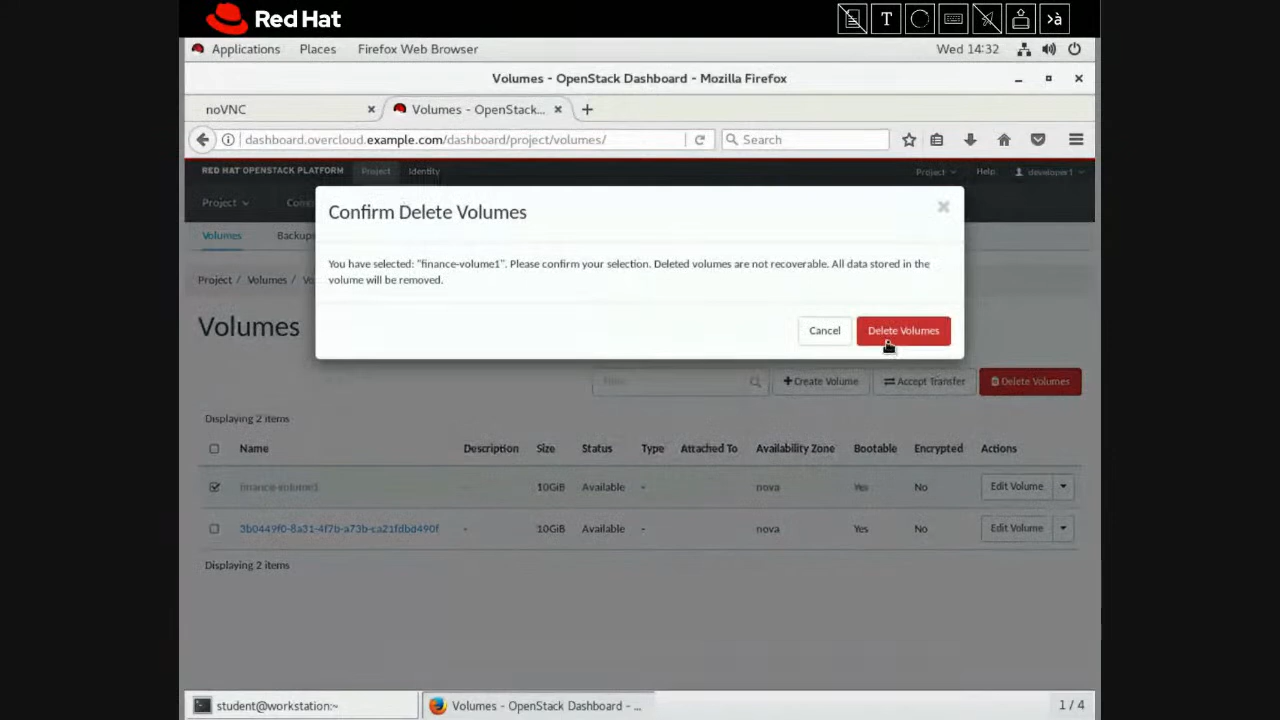 Red Hat
T
à
Applications Places Firefox Web Browser Wed 14:32
Volumes - OpenStack Dashboard - Mozilla Firefox
noVNC Volumes - OpenStack...
dashboard.overcloud.example.com/dashboard/project/volumes/ Search
RED HAT OPENSTACK PLATFORM Project Identity Project Help developer1
Project
Confirm Delete Volumes
Volumes
You have selected: "finance-volume1". Please confirm your selection. Deleted volumes are not recoverable. All data stored in the
volume will be removed.
Project / Volumes /
Volumes
Cancel Delete Volumes
Filter Create Volume Accept Transfer Delete Volumes
Displaying 2 items
Name Description Size Status Type Attached To Availability Zone Bootable Encrypted Actions
finance-volume1 10GiB Available - nova Yes No Edit Volume
3b0449f0-8a31-4f7b-a73b-ca21fdbd490f - 10GiB Available - nova Yes No Edit Volume
Displaying 2 items
student@workstation:~ Volumes - OpenStack Dashboard - ... 1 / 4